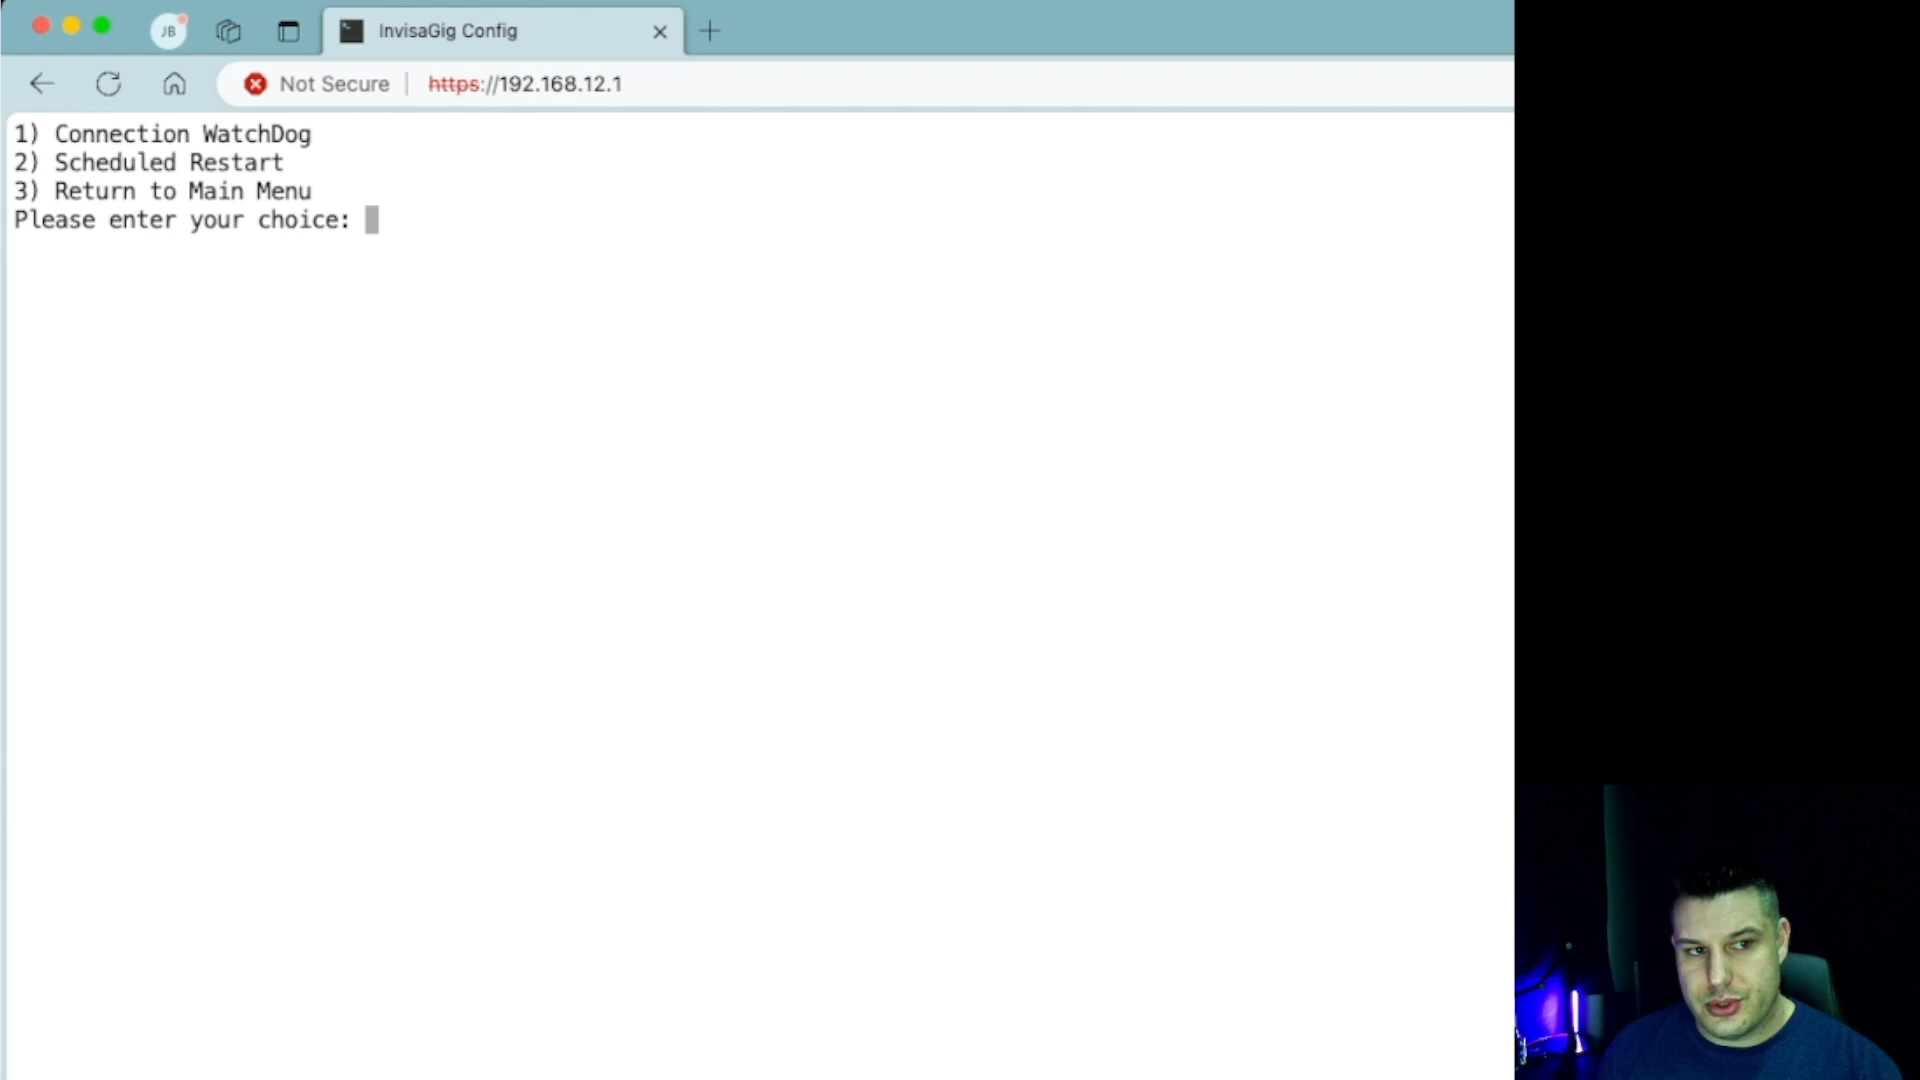 JB
InvisaGig Config
Not Secure
https://192.168.12.1
1) Connection WatchDog
2) Scheduled Restart
3) Return to Main Menu
Please enter your choice: